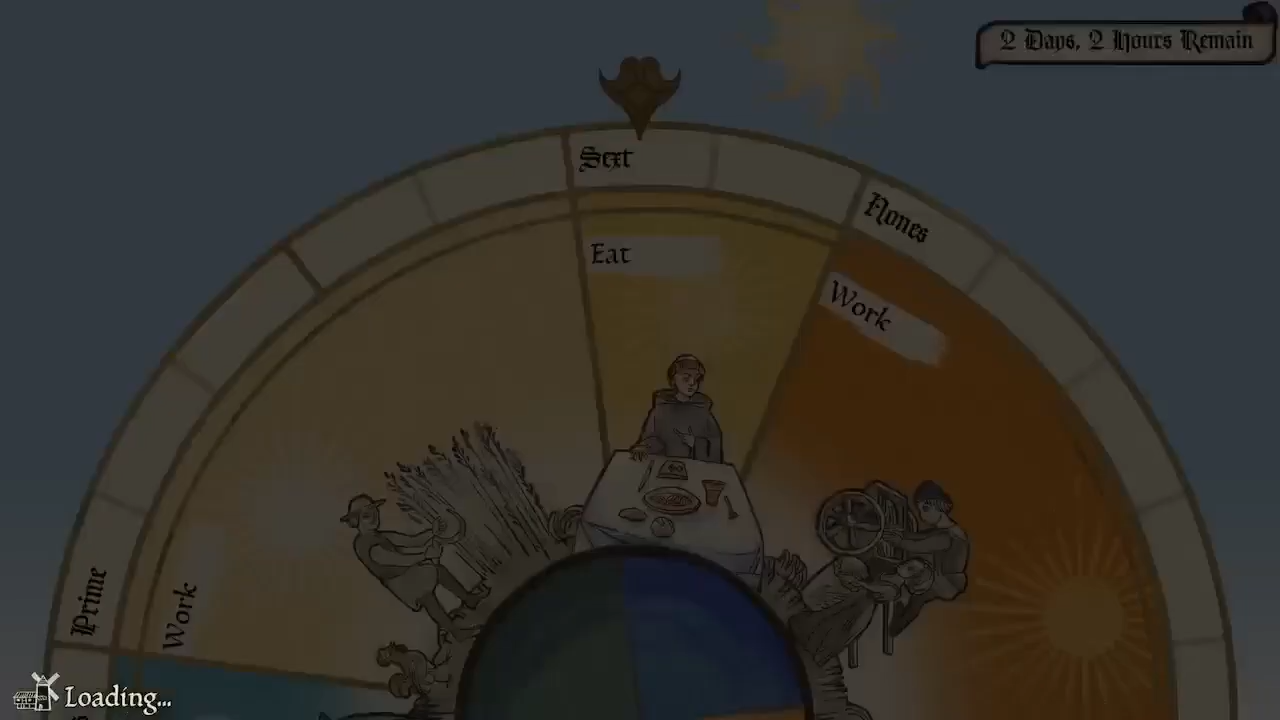 2 Days, 2 Hours Remain
Sext
Nones
Eat
Work
Prime
Work
Loading...